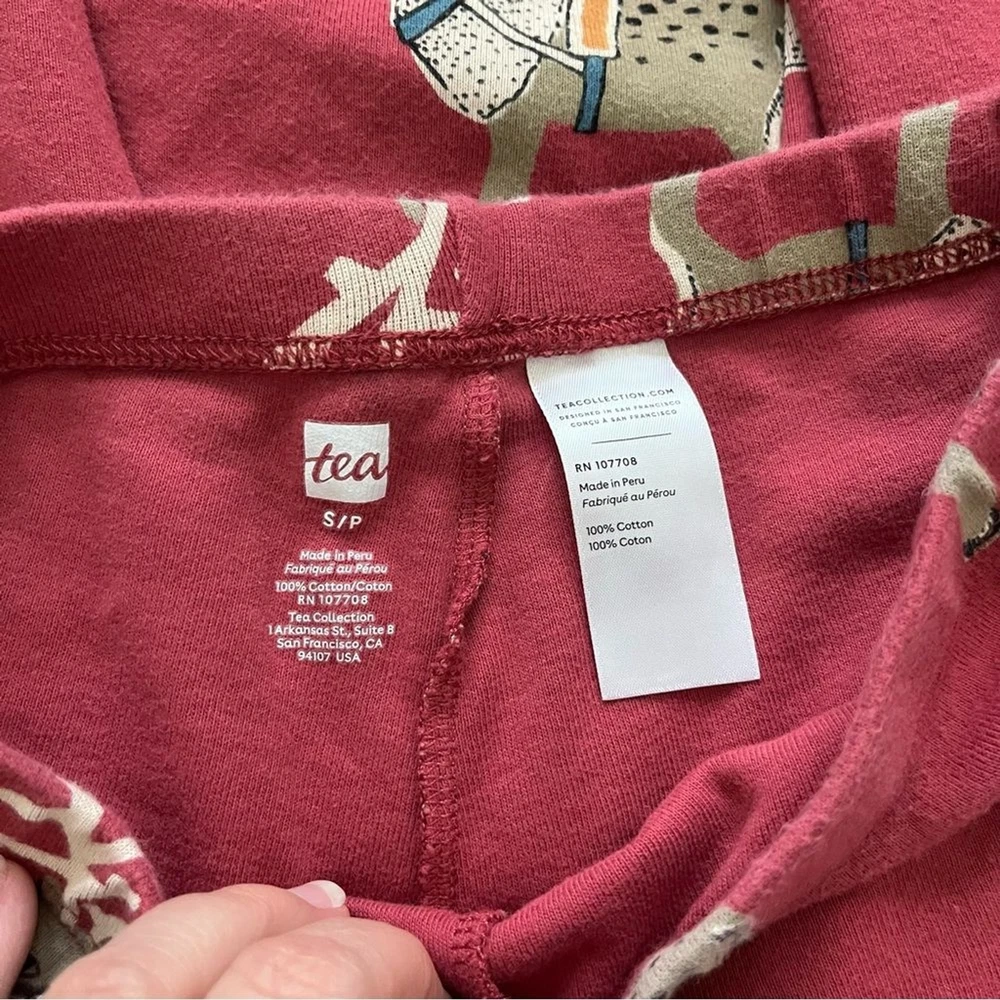 tea
S/P
Made in Peru
Fabriqué au Pérou
100% Cotton/Coton
RN 107708
Tea Collection
1 Arkansas St., Suite B
San Francisco, CA
94107 USA
TEACOLLECTION.COM
DESIGNED IN SAN FRANCISCO
CONÇU À SAN FRANCISCO
RN 107708
Made in Peru
Fabriqué au Pérou
100% Cotton
100% Coton